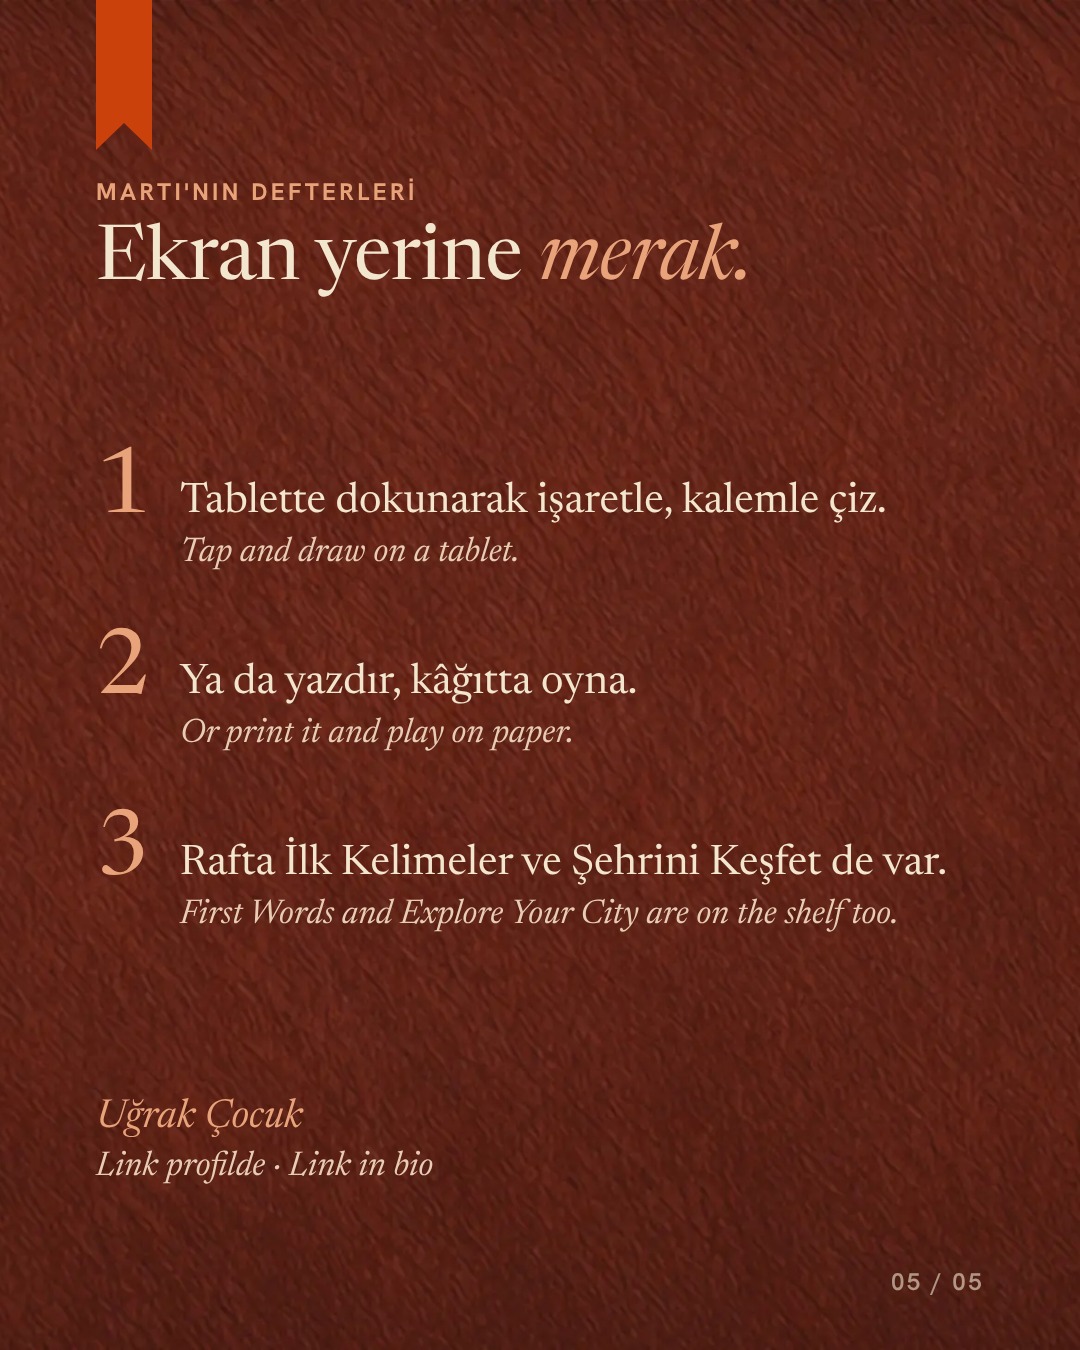 MARTI'NIN DEFTERLERİ
Ekran yerine merak.
1 Tablette dokunarak işaretle, kalemle çiz.
Tap and draw on a tablet.
2 Ya da yazdır, kâğıtta oyna.
Or print it and play on paper.
3 Rafta İlk Kelimeler ve Şehrini Keşfet de var.
First Words and Explore Your City are on the shelf too.
Uğrak Çocuk
Link profilde · Link in bio
05 / 05